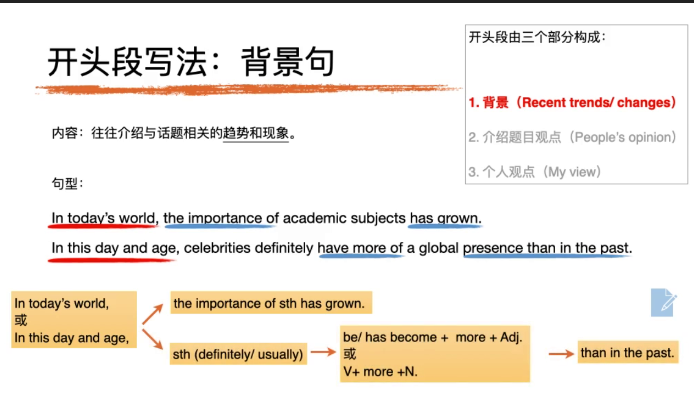 开头段写法：背景句
开头段由三个部分构成：
1. 背景（Recent trends/ changes）
2. 介绍题目观点（People's opinion）
3. 个人观点（My view）
内容：往往介绍与话题相关的趋势和现象。
句型：
In today's world, the importance of academic subjects has grown.
In this day and age, celebrities definitely have more of a global presence than in the past.
In today's world,
或
In this day and age,
the importance of sth has grown.
sth (definitely/ usually)
be/ has become + more + Adj.
或
V+ more +N.
than in the past.